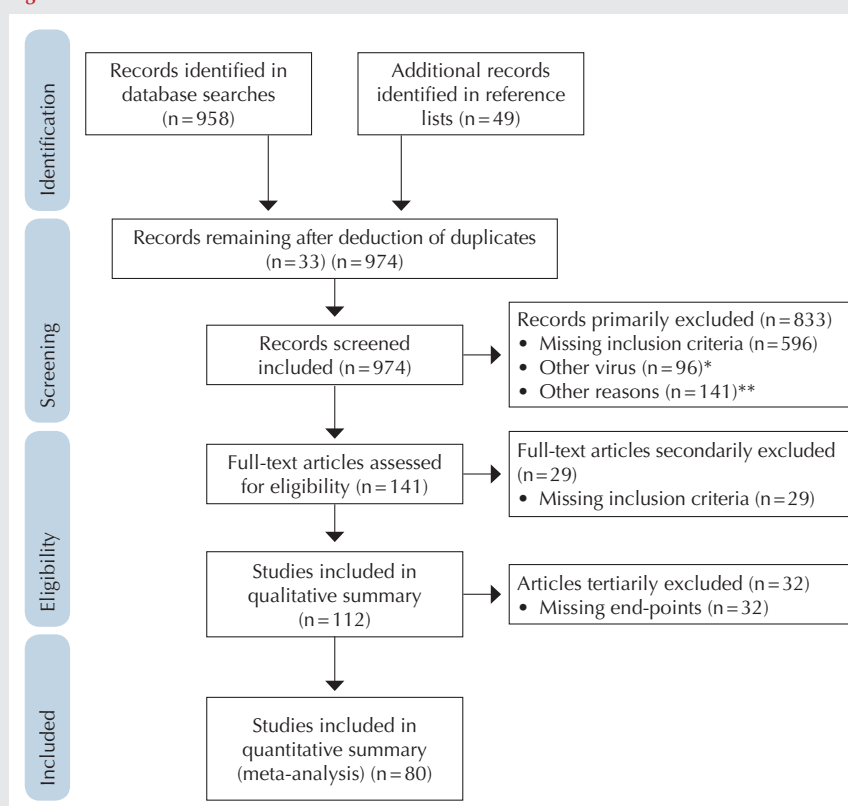 Identification
Records identified in
database searches
(n=958)
Additional records
identified in reference
lists (n=49)
Screening
Records remaining after deduction of duplicates
(n=33) (n=974)
Records screened
included (n=974)
Records primarily excluded (n=833)
• Missing inclusion criteria (n=596)
• Other virus (n=96)*
• Other reasons (n=141)**
Eligibility
Full-text articles assessed
for eligibility (n=141)
Full-text articles secondarily excluded
(n=29)
• Missing inclusion criteria (n=29)
Studies included in
qualitative summary
(n=112)
Articles tertiarily excluded (n=32)
• Missing end-points (n=32)
Included
Studies included in
quantitative summary
(meta-analysis) (n=80)